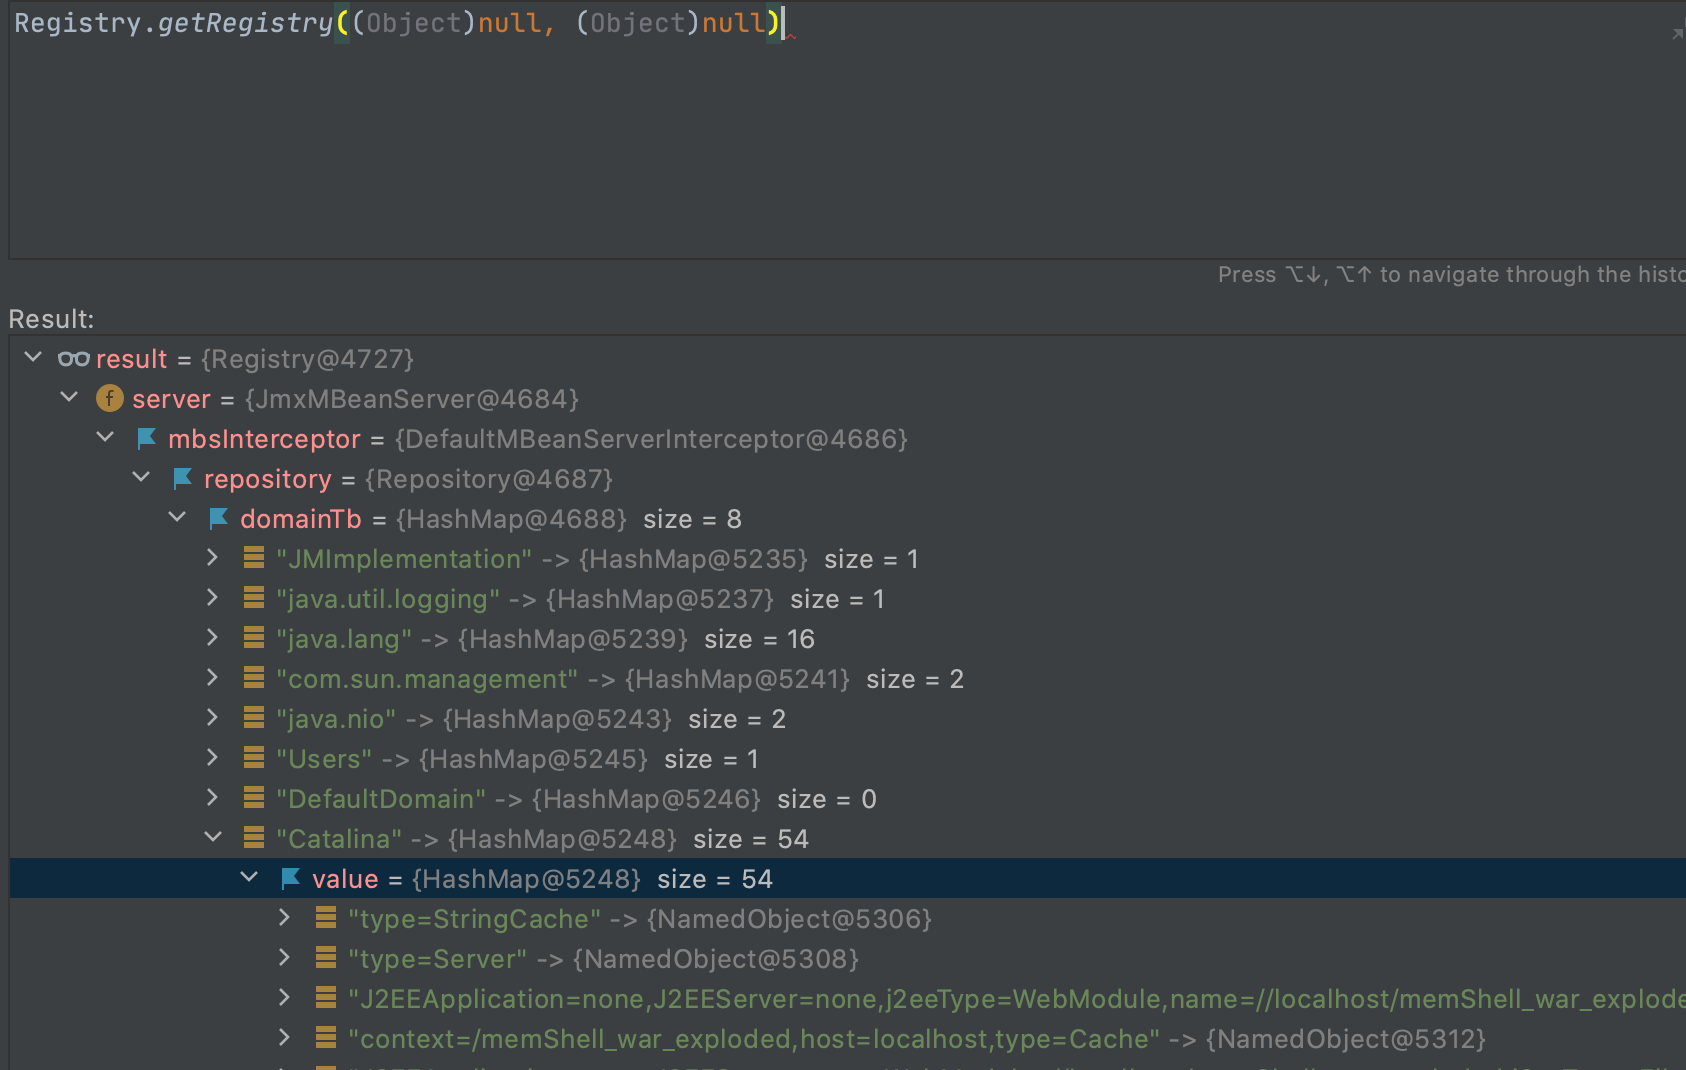 Registry.getRegistry((Object)null, (Object)null)
Press ⌥↓, ⌥↑ to navigate through the histo
Result:
result = {Registry@4727}
f server = {JmxMBeanServer@4684}
mbsInterceptor = {DefaultMBeanServerInterceptor@4686}
repository = {Repository@4687}
domainTb = {HashMap@4688} size = 8
"JMImplementation" -> {HashMap@5235} size = 1
"java.util.logging" -> {HashMap@5237} size = 1
"java.lang" -> {HashMap@5239} size = 16
"com.sun.management" -> {HashMap@5241} size = 2
"java.nio" -> {HashMap@5243} size = 2
"Users" -> {HashMap@5245} size = 1
"DefaultDomain" -> {HashMap@5246} size = 0
"Catalina" -> {HashMap@5248} size = 54
value = {HashMap@5248} size = 54
"type=StringCache" -> {NamedObject@5306}
"type=Server" -> {NamedObject@5308}
"J2EEApplication=none,J2EEServer=none,j2eeType=WebModule,name=//localhost/memShell_war_explode
"context=/memShell_war_exploded,host=localhost,type=Cache" -> {NamedObject@5312}